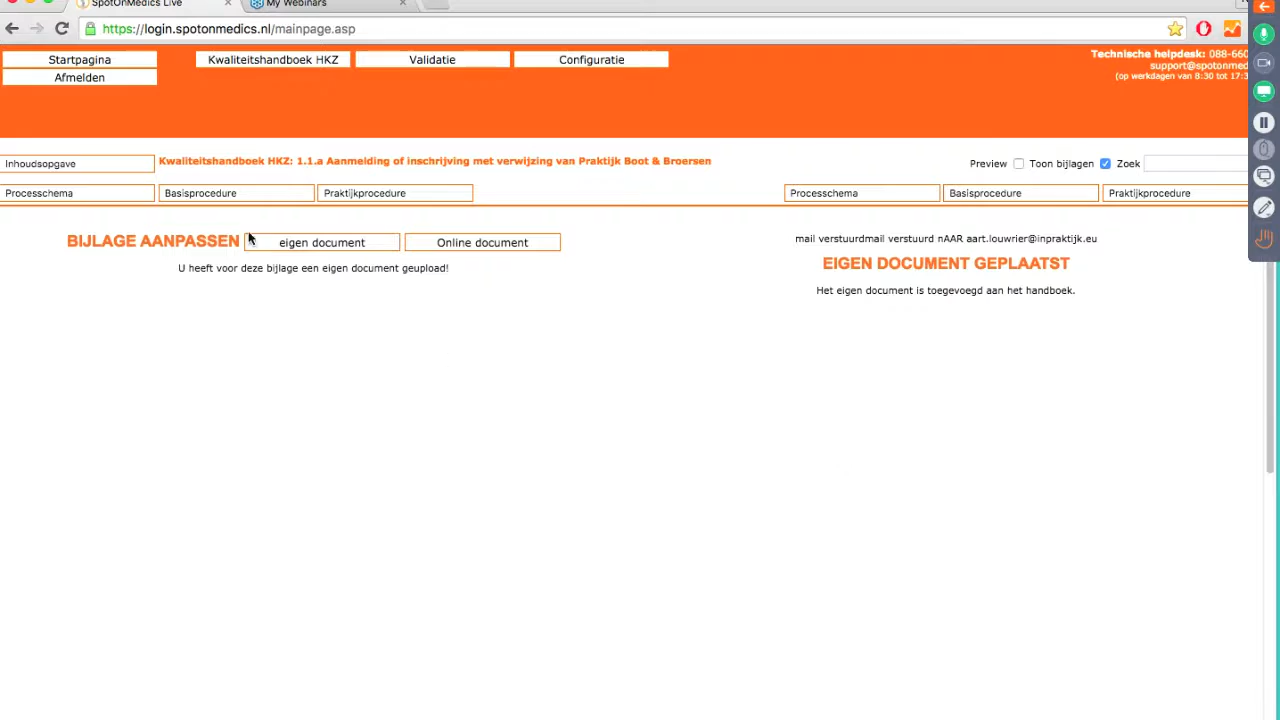 SpotOnMedics Live
My Webinars
https://login.spotonmedics.nl/mainpage.asp
Startpagina
Kwaliteitshandboek HKZ
Validatie
Configuratie
Afmelden
Technische helpdesk: 088-660
support@spotonmed
(op werkdagen van 8:30 tot 17:3
Inhoudsopgave
Kwaliteitshandboek HKZ: 1.1.a Aanmelding of inschrijving met verwijzing van Praktijk Boot & Broersen
Preview
Toon bijlagen
Zoek
Processchema
Basisprocedure
Praktijkprocedure
Processchema
Basisprocedure
Praktijkprocedure
BIJLAGE AANPASSEN
eigen document
Online document
U heeft voor deze bijlage een eigen document geupload!
mail verstuurdmail verstuurd nAAR aart.louwrier@inpraktijk.eu
EIGEN DOCUMENT GEPLAATST
Het eigen document is toegevoegd aan het handboek.